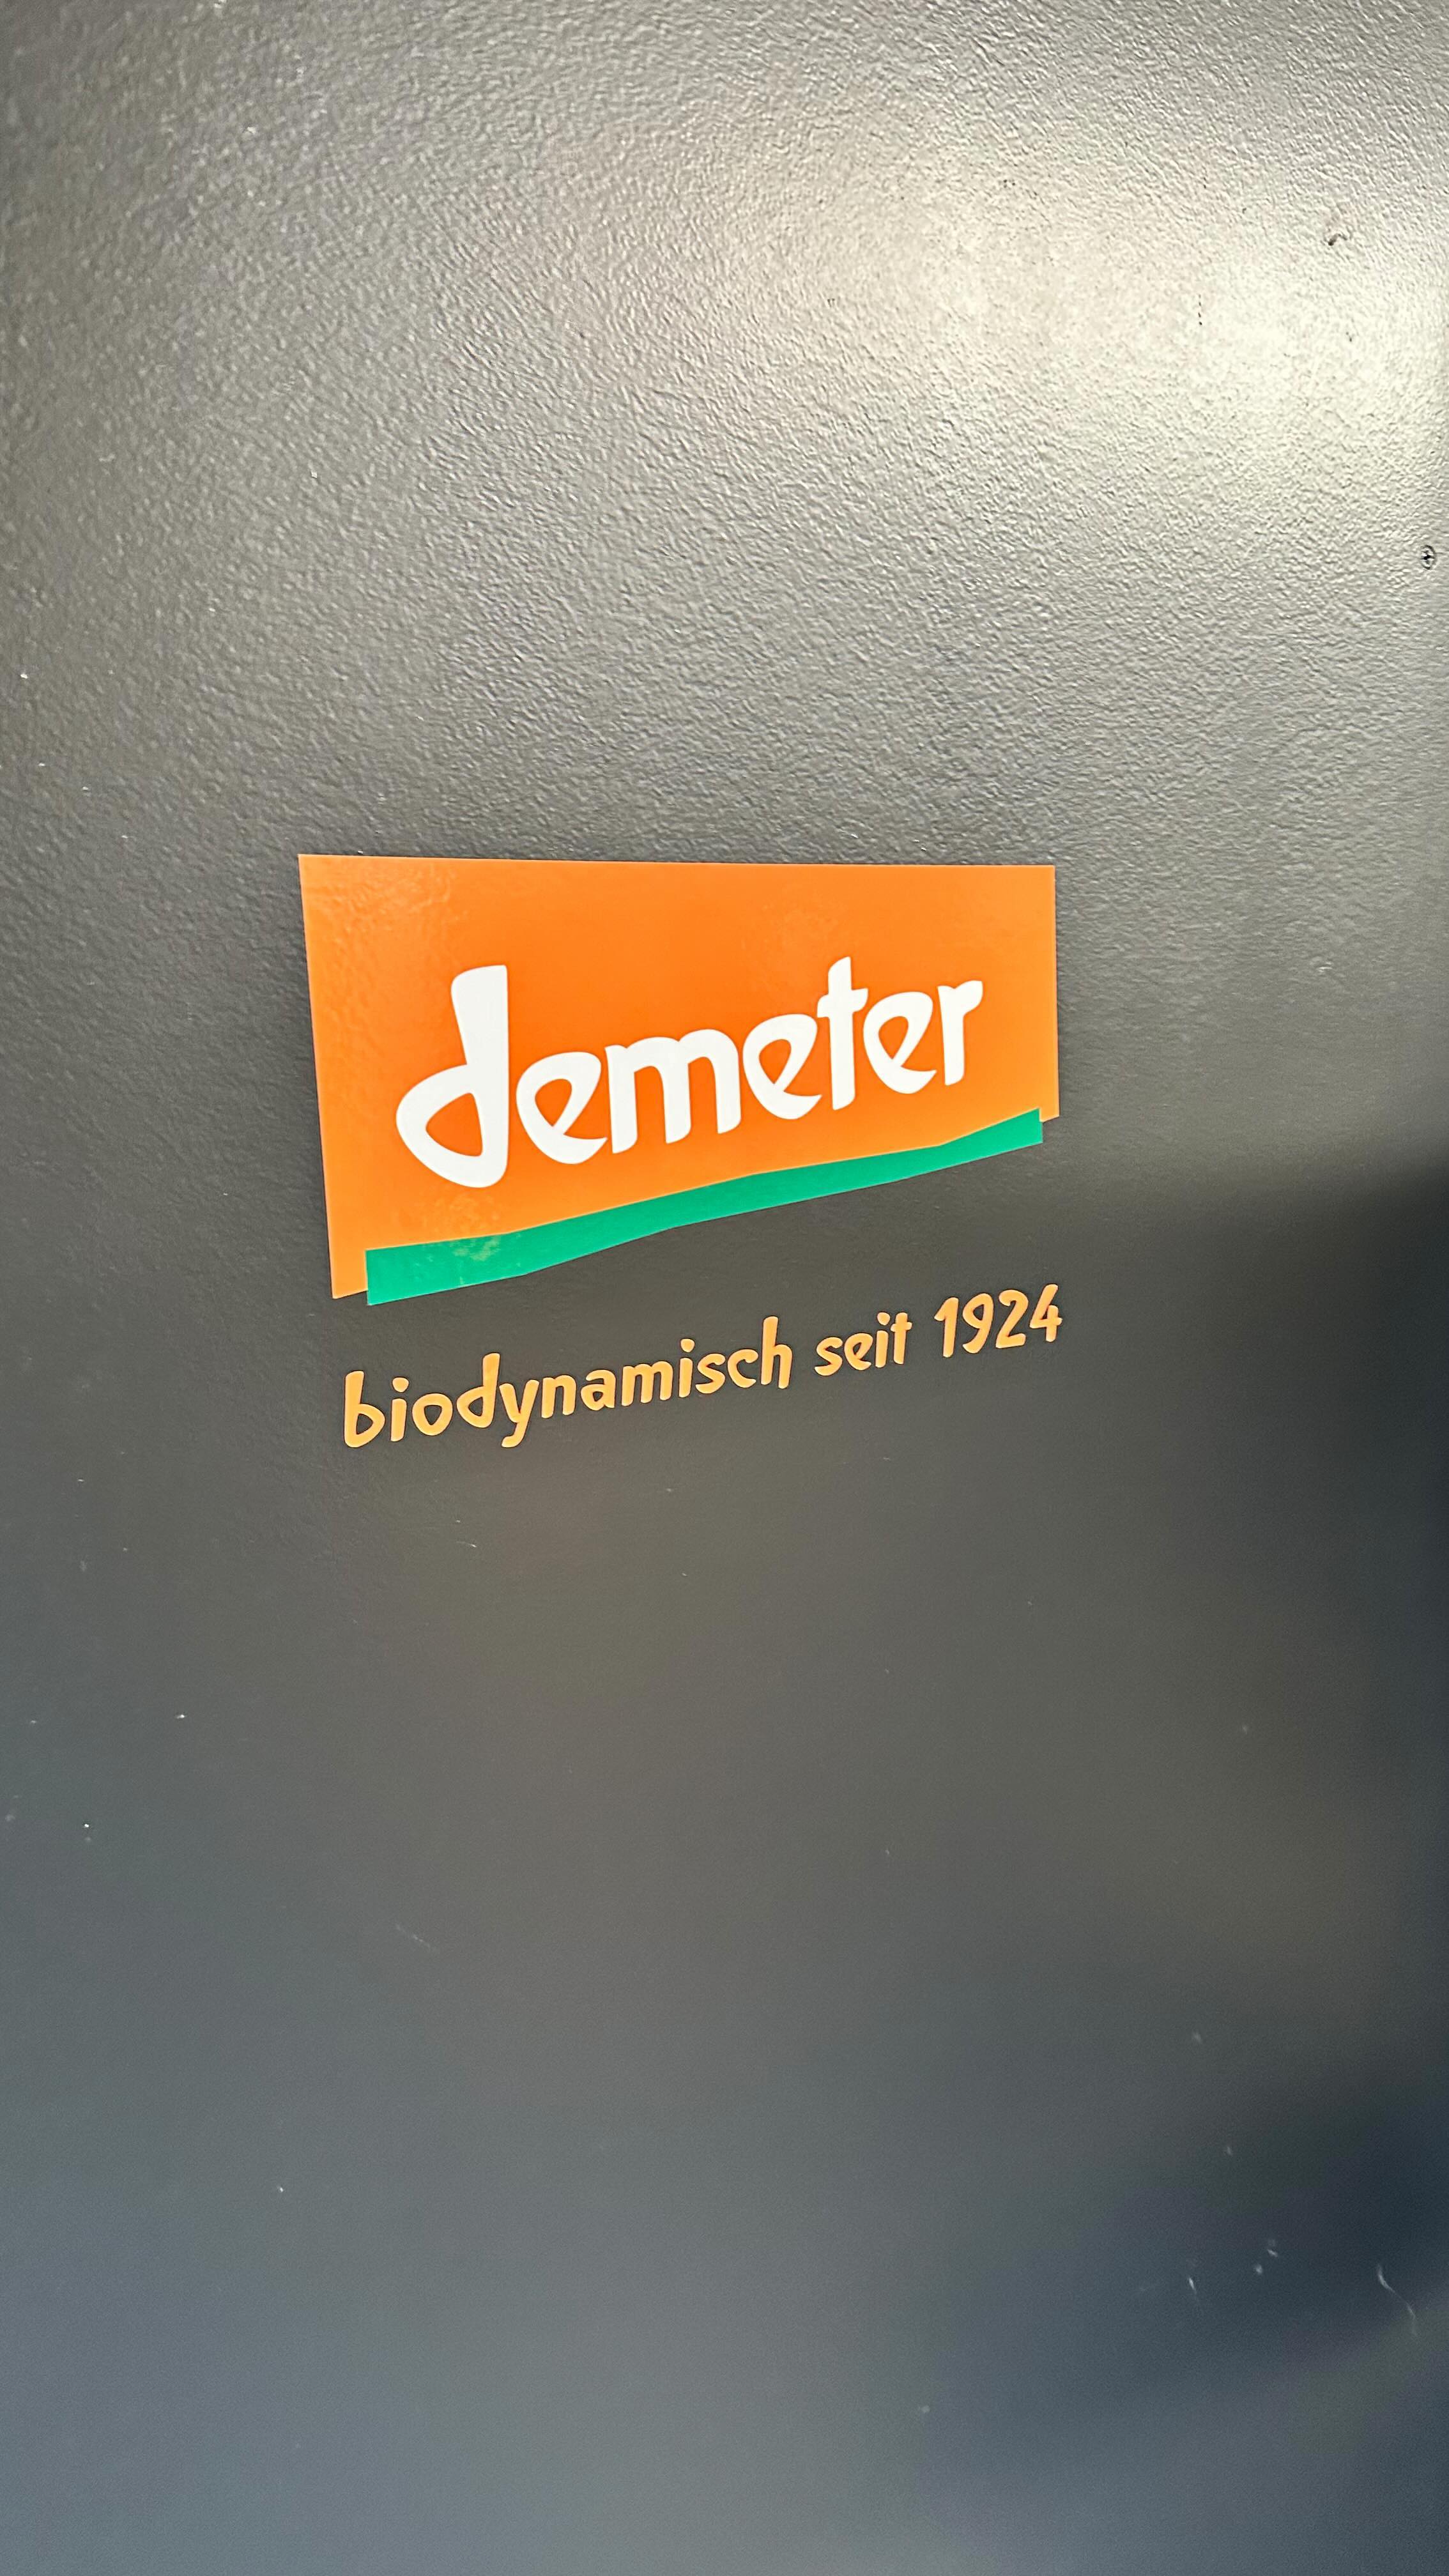 demeter
biodynamisch seit 1924